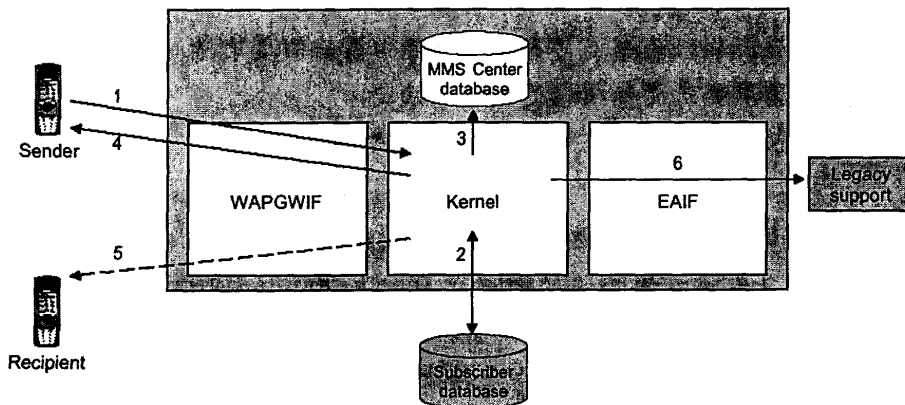 MMS Center
database
1
Sender
4
3
6
WAPGWIF
Kernel
EAIF
Legacy
support
5
2
Recipient
Subscriber
database